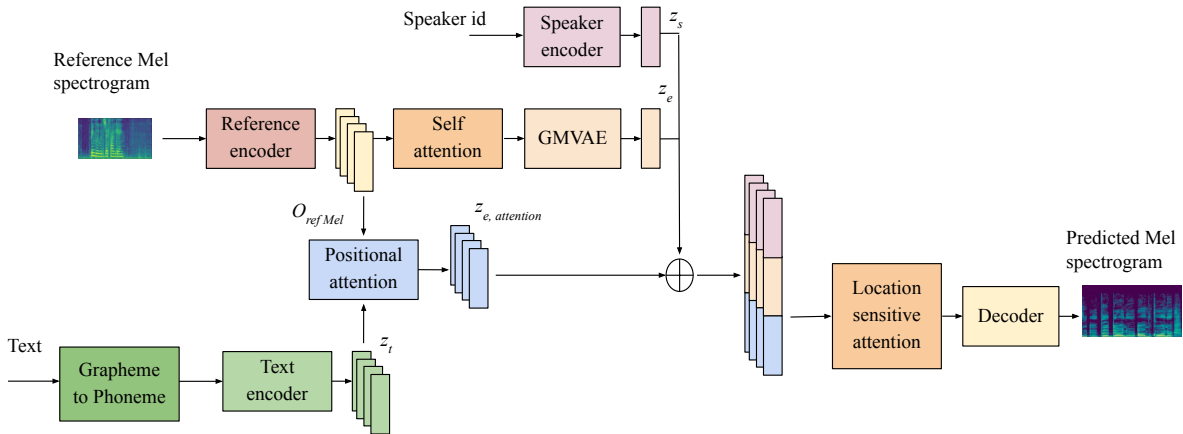 Speaker id
Speaker
encoder
z_s
Reference Mel
spectrogram
Reference
encoder
Self
attention
GMVAE
z_e
O_ref Mel
z_e, attention
Positional
attention
Predicted Mel
spectrogram
Location
sensitive
attention
Decoder
Text
Grapheme
to Phoneme
Text
encoder
z_t